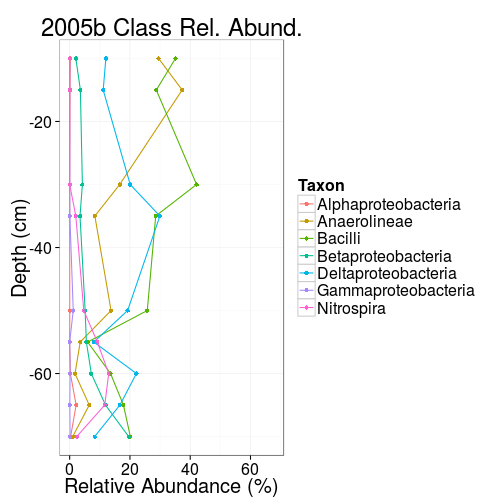 2005b Class Rel. Abund.
Depth (cm)
-20
-40
-60
0 20 40 60
Relative Abundance (%)
Taxon
Alphaproteobacteria
Anaerolineae
Bacilli
Betaproteobacteria
Deltaproteobacteria
Gammaproteobacteria
Nitrospira